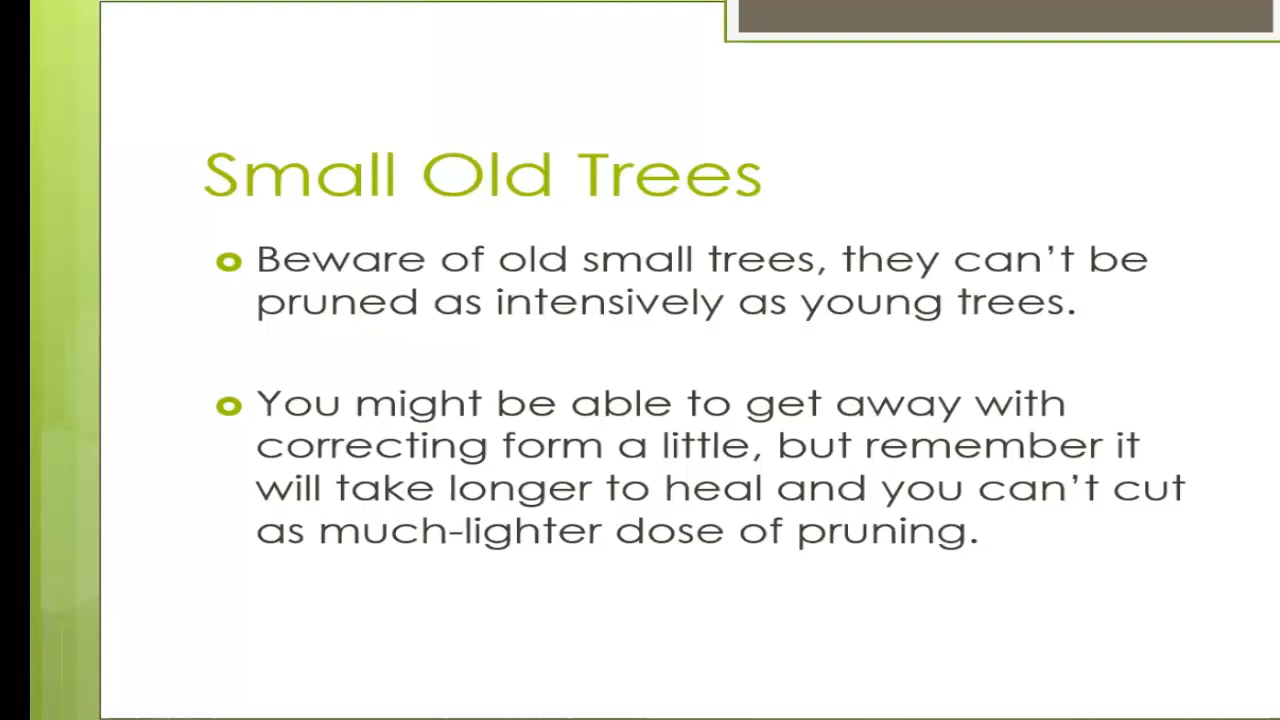 Small Old Trees
Beware of old small trees, they can’t be
pruned as intensively as young trees.
You might be able to get away with
correcting form a little, but remember it
will take longer to heal and you can’t cut
as much-lighter dose of pruning.